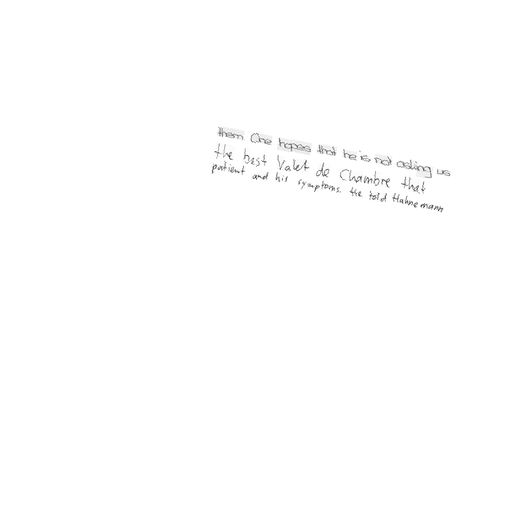 them One hopes that he is not asking us
the best Valet de Chambre that
patient and his symptoms. the told Hahnemann